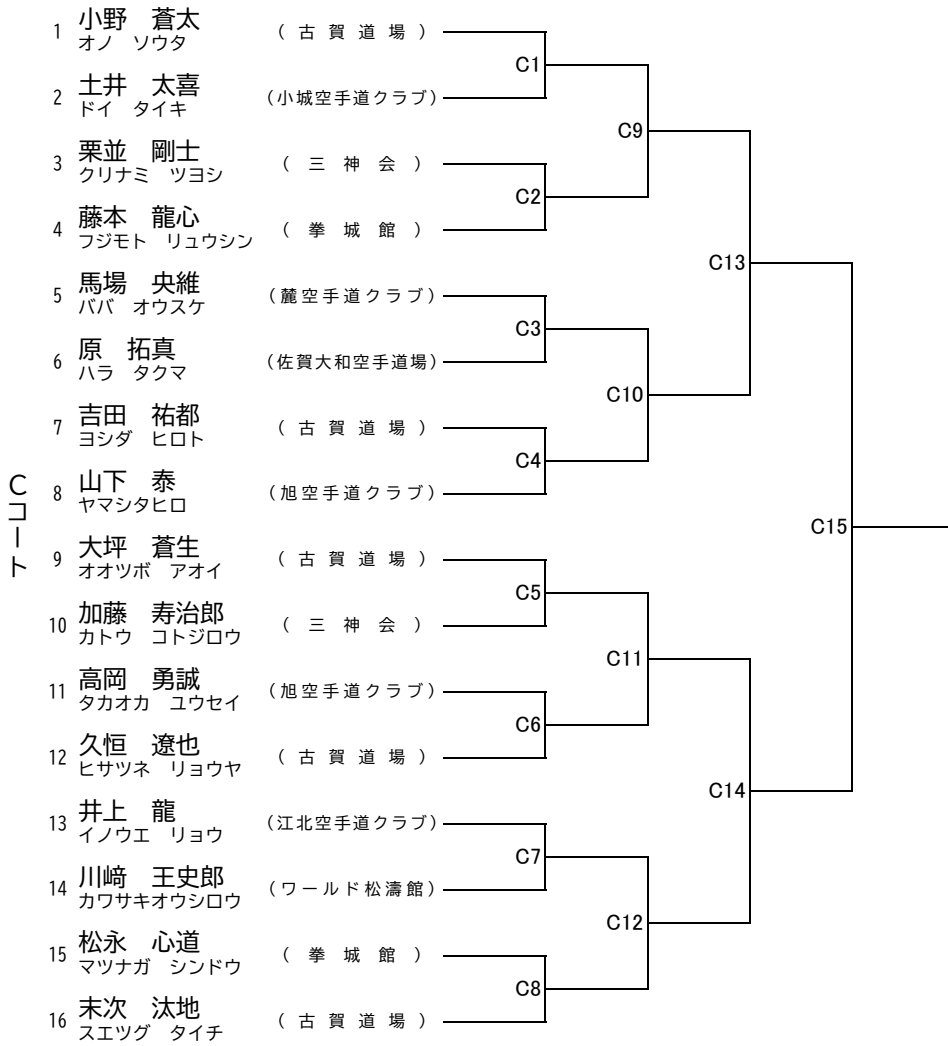 1 小野　蒼太 (古賀道場)
オノ　ソウタ
C1
2 土井　太喜 (小城空手道クラブ)
ドイ　タイキ
C9
3 栗並　剛士 (三神会)
クリナミ　ツヨシ
C2
4 藤本　龍心 (拳城館)
フジモト　リュウシン
C13
5 馬場　央維 (麓空手道クラブ)
ババ　オウスケ
C3
6 原　拓真 (佐賀大和空手道場)
ハラ　タクマ
C10
7 吉田　祐都 (古賀道場)
ヨシダ　ヒロト
C4
8 山下　泰 (旭空手道クラブ)
ヤマシタヒロ
Cコート
C15
9 大坪　蒼生 (古賀道場)
オオツボ　アオイ
C5
10 加藤　寿治郎 (三神会)
カトウ　コトジロウ
C11
11 高岡　勇誠 (旭空手道クラブ)
タカオカ　ユウセイ
C6
12 久恒　遼也 (古賀道場)
ヒサツネ　リョウヤ
C14
13 井上　龍 (江北空手道クラブ)
イノウエ　リョウ
C7
14 川﨑　王史郎 (ワールド松濤館)
カワサキオウシロウ
C12
15 松永　心道 (拳城館)
マツナガ　シンドウ
C8
16 末次　汰地 (古賀道場)
スエツグ　タイチ